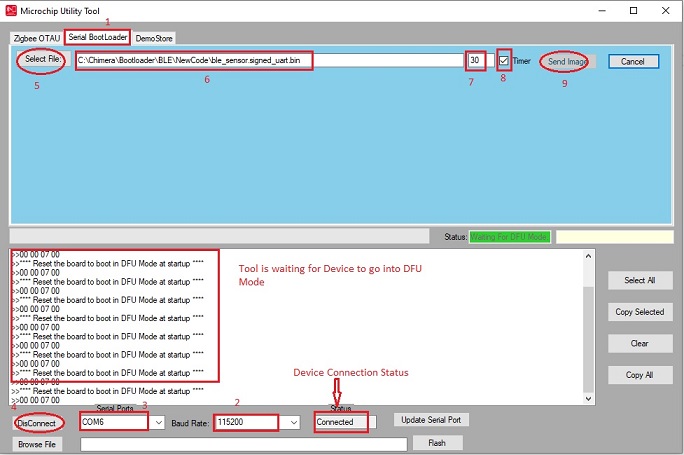 Microchip Utility Tool
1
Zigbee OTAU Serial BootLoader DemoStore
Select File: C:\Chimera\Bootloader\BLE\NewCode\ble_sensor.signed_uart.bin 30 Timer Send Image Cancel
5 6 7 8 9
Status: Waiting For DFU Mode
>>00 00 07 00
>>**** Reset the board to boot in DFU Mode at startup ****
>>00 00 07 00
>>**** Reset the board to boot in DFU Mode at startup ****
>>00 00 07 00
>>**** Reset the board to boot in DFU Mode at startup ****
>>00 00 07 00
>>**** Reset the board to boot in DFU Mode at startup ****
>>00 00 07 00
>>**** Reset the board to boot in DFU Mode at startup ****
>>00 00 07 00
>>**** Reset the board to boot in DFU Mode at startup ****
>>00 00 07 00
>>**** Reset the board to boot in DFU Mode at startup ****
>>00 00 07 00
>>**** Reset the board to boot in DFU Mode at startup ****
>>00 00 07 00
Tool is waiting for Device to go into DFU
Mode
Device Connection Status
Select All
Copy Selected
Clear
Copy All
4 Serial Ports 3 2 Status
DisConnect COM6 Baud Rate: 115200 Connected Update Serial Port
Browse File Flash